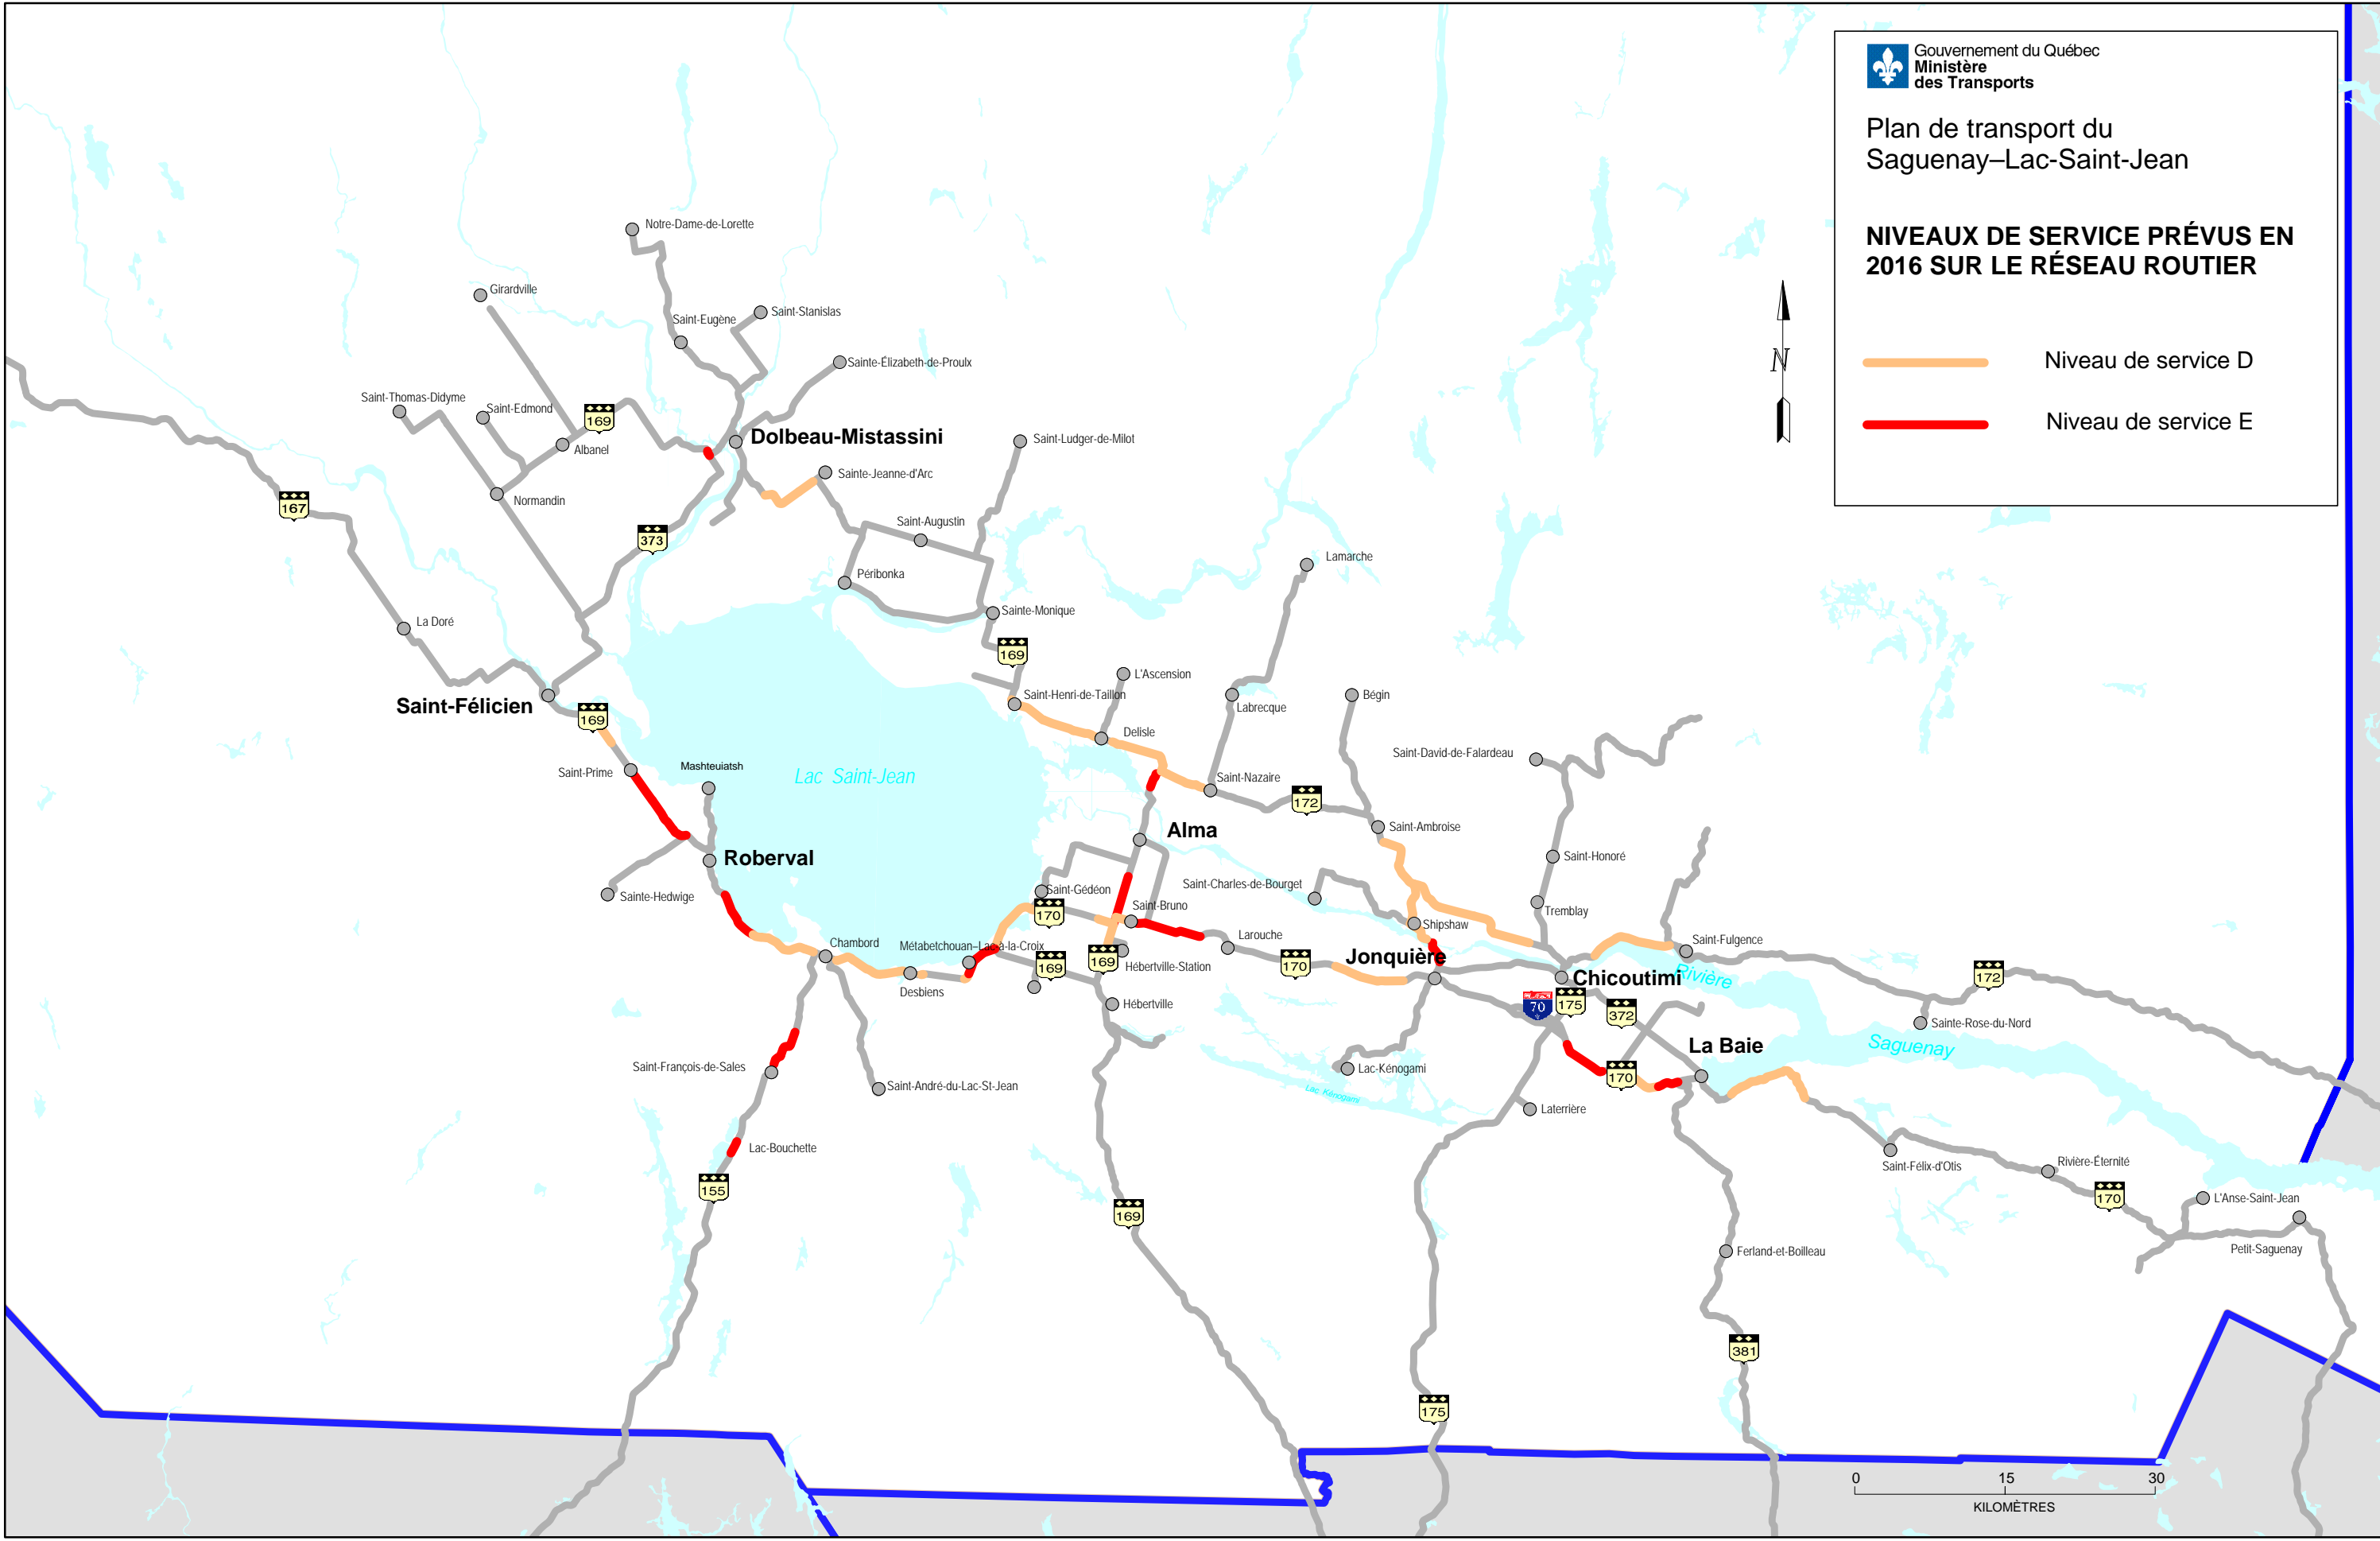 Gouvernement du Québec
Ministère
des Transports
Plan de transport du
Saguenay–Lac-Saint-Jean
NIVEAUX DE SERVICE PRÉVUS EN
2016 SUR LE RÉSEAU ROUTIER
N
Niveau de service D
Niveau de service E
Notre-Dame-de-Lorette
Girardville
Saint-Stanislas
Saint-Eugène
Sainte-Élizabeth-de-Proulx
Saint-Thomas-Didyme
Saint-Edmond
169
Dolbeau-Mistassini
Saint-Ludger-de-Milot
Albanel
Sainte-Jeanne-d'Arc
Normandin
167
Saint-Augustin
373
Lamarche
Péribonka
Sainte-Monique
La Doré
169
L'Ascension
Saint-Henri-de-Taillon
Bégin
Saint-Félicien
Labrecque
169
Delisle
Saint-David-de-Falardeau
Saint-Prime
Mashteuiatsh
Lac Saint-Jean
Saint-Nazaire
172
Alma
Saint-Ambroise
Roberval
Saint-Honoré
Saint-Charles-de-Bourget
Saint-Gédéon
Sainte-Hedwige
Saint-Bruno
170
Tremblay
Shipshaw
Chambord
Métabetchouan–Lac-à-la-Croix
Larouche
Saint-Fulgence
Jonquière
169
169
Hébertville-Station
170
Chicoutimi
Rivière
172
Desbiens
Hébertville
70
175
372
Sainte-Rose-du-Nord
La Baie
Saguenay
Saint-François-de-Sales
Saint-André-du-Lac-St-Jean
Lac-Kénogami
170
Lac Kénogami
Laterrière
Lac-Bouchette
Saint-Félix-d'Otis
Rivière-Éternité
155
170
L'Anse-Saint-Jean
169
Petit-Saguenay
Ferland-et-Boilleau
381
175
0
15
30
KILOMÈTRES